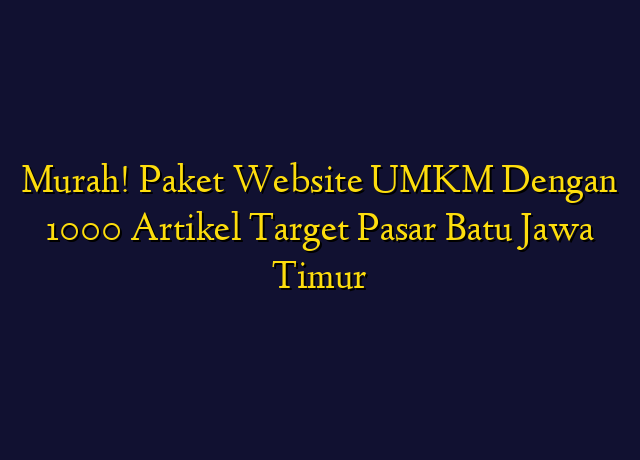 Murah! Paket Website UMKM Dengan
1000 Artikel Target Pasar Batu Jawa
Timur